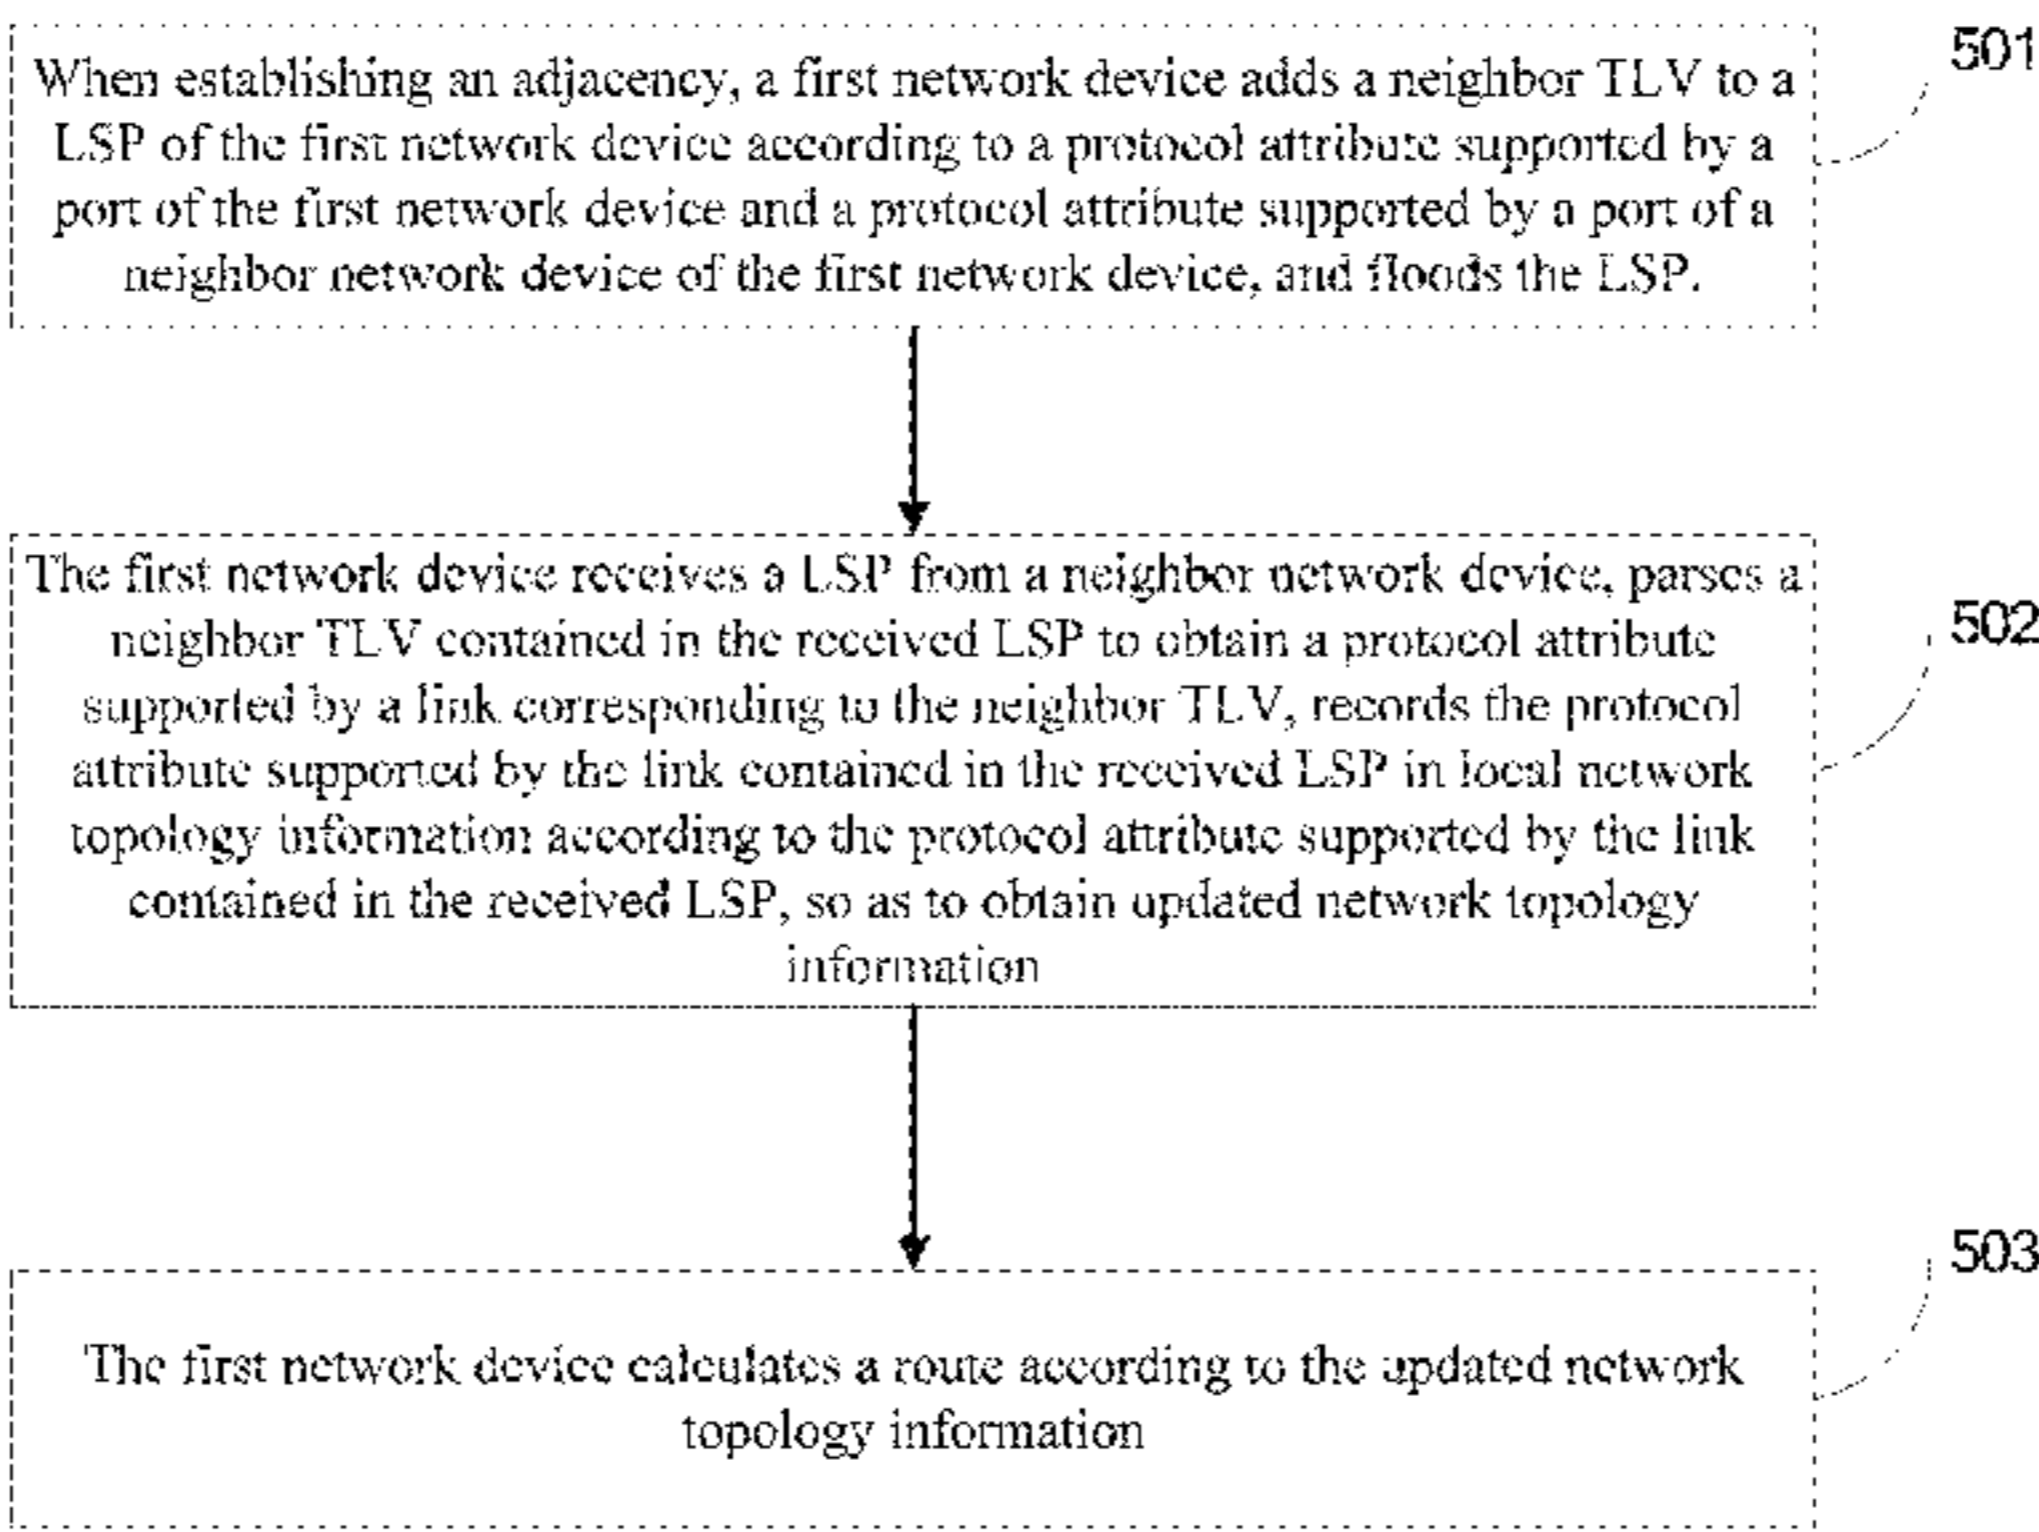 501
When establishing an adjacency, a first network device adds a neighbor TLV to a
LSP of the first network device according to a protocol attribute supported by a
port of the first network device and a protocol attribute supported by a port of a
neighbor network device of the first network device, and floods the LSP.
502
The first network device receives a LSP from a neighbor network device, parses a
neighbor TLV contained in the received LSP to obtain a protocol attribute
supported by a link corresponding to the neighbor TLV, records the protocol
attribute supported by the link contained in the received LSP in local network
topology information according to the protocol attribute supported by the link
contained in the received LSP, so as to obtain updated network topology
information
503
The first network device calculates a route according to the updated network
topology information